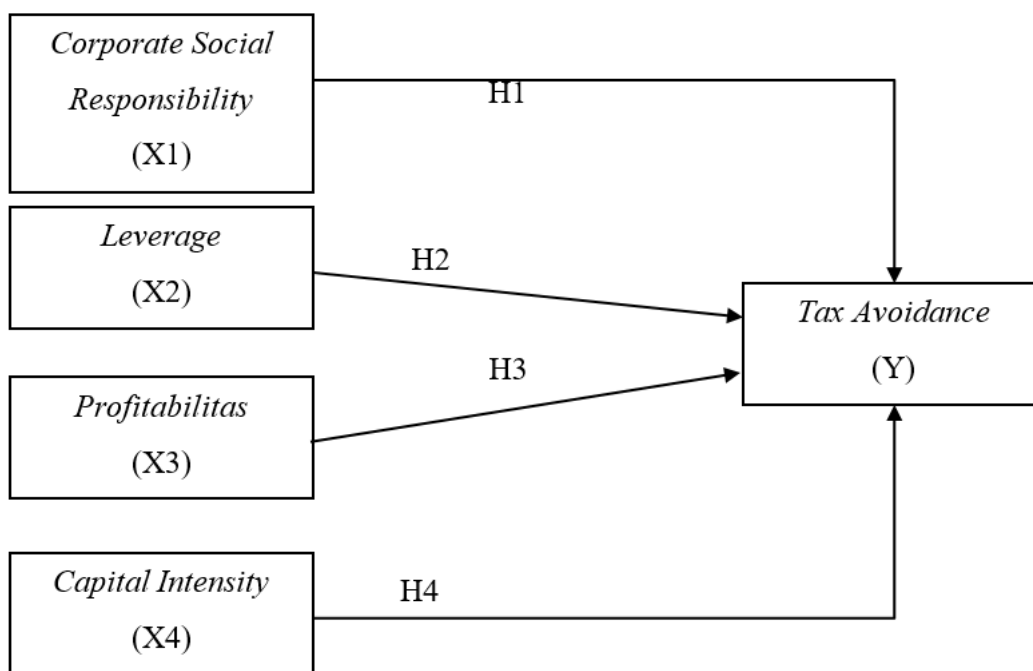 Corporate Social
Responsibility
(X1)
H1
Leverage
(X2)
H2
Tax Avoidance
(Y)
H3
Profitabilitas
(X3)
Capital Intensity
(X4)
H4